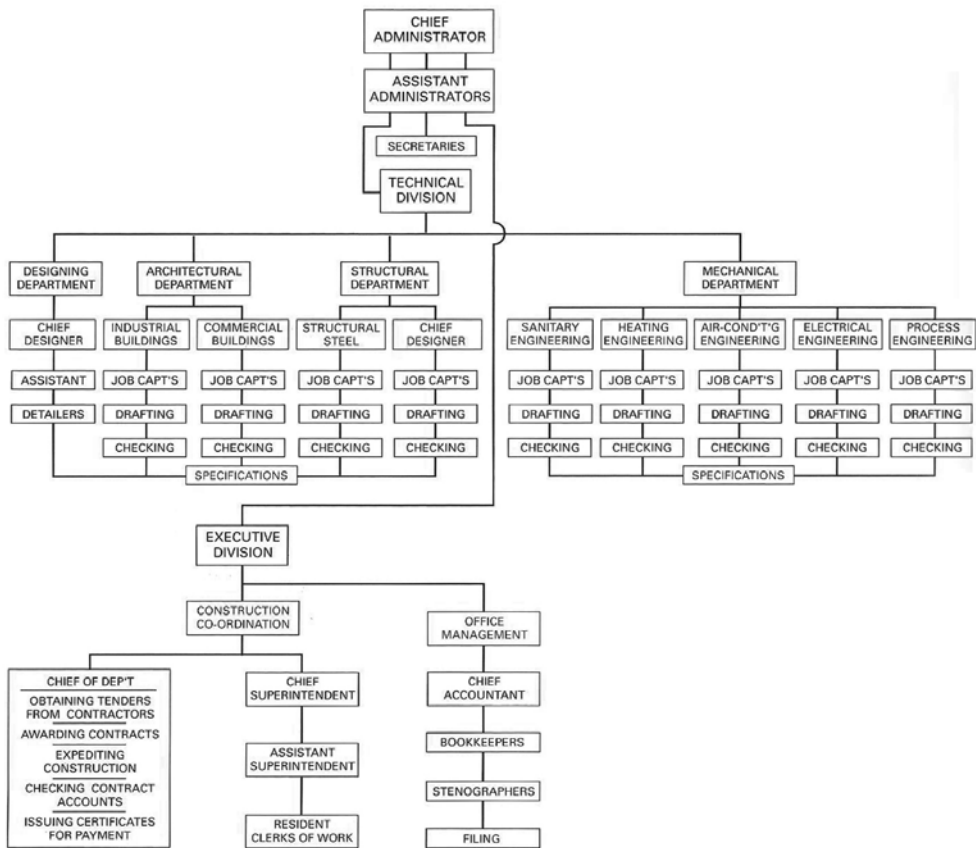 CHIEF
ADMINISTRATOR
ASSISTANT
ADMINISTRATORS
SECRETARIES
TECHNICAL
DIVISION
DESIGNING
DEPARTMENT
ARCHITECTURAL
DEPARTMENT
STRUCTURAL
DEPARTMENT
MECHANICAL
DEPARTMENT
CHIEF
DESIGNER
INDUSTRIAL
BUILDINGS
COMMERCIAL
BUILDINGS
STRUCTURAL
STEEL
CHIEF
DESIGNER
SANITARY
ENGINEERING
HEATING
ENGINEERING
AIR-COND'T'G
ENGINEERING
ELECTRICAL
ENGINEERING
PROCESS
ENGINEERING
ASSISTANT
JOB CAPT'S
JOB CAPT'S
JOB CAPT'S
JOB CAPT'S
JOB CAPT'S
JOB CAPT'S
JOB CAPT'S
JOB CAPT'S
JOB CAPT'S
DETAILERS
DRAFTING
DRAFTING
DRAFTING
DRAFTING
DRAFTING
DRAFTING
DRAFTING
DRAFTING
DRAFTING
CHECKING
CHECKING
CHECKING
CHECKING
CHECKING
CHECKING
CHECKING
CHECKING
CHECKING
SPECIFICATIONS
SPECIFICATIONS
EXECUTIVE
DIVISION
CONSTRUCTION
CO-ORDINATION
OFFICE
MANAGEMENT
CHIEF OF DEP'T
OBTAINING TENDERS
FROM CONTRACTORS
AWARDING CONTRACTS
EXPEDITING
CONSTRUCTION
CHECKING CONTRACT
ACCOUNTS
ISSUING CERTIFICATES
FOR PAYMENT
CHIEF
SUPERINTENDENT
ASSISTANT
SUPERINTENDENT
RESIDENT
CLERKS OF WORK
CHIEF
ACCOUNTANT
BOOKKEEPERS
STENOGRAPHERS
FILING